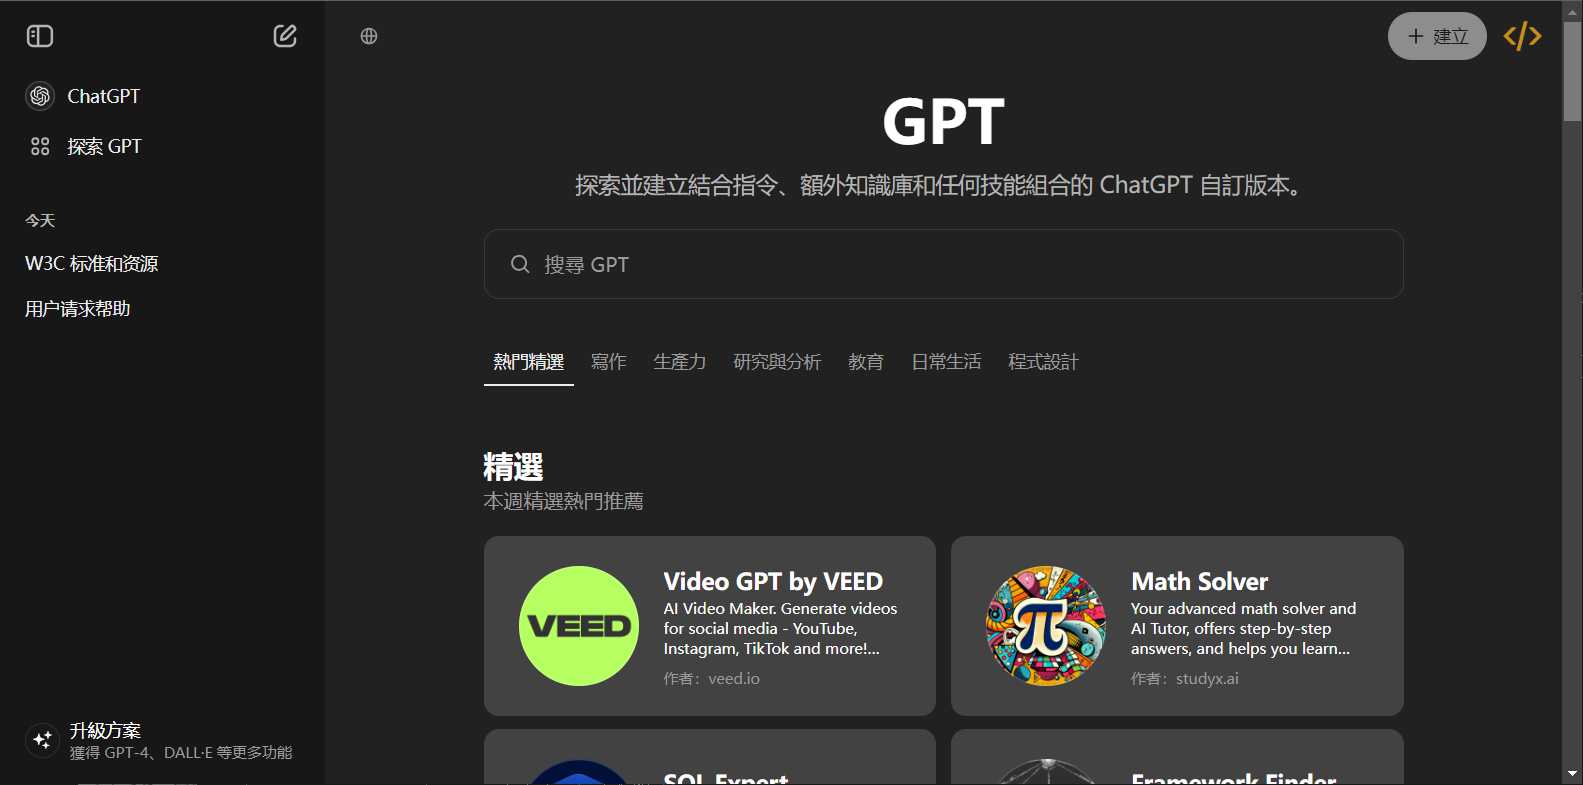 ChatGPT
探索 GPT
今天
W3C 标准和资源
用户请求帮助
升級方案
獲得 GPT-4、DALL·E 等更多功能
建立
</>
GPT
探索並建立結合指令、額外知識庫和任何技能組合的 ChatGPT 自訂版本。
搜尋 GPT
熱門精選 寫作 生產力 研究與分析 教育 日常生活 程式設計
精選
本週精選熱門推薦
VEED
Video GPT by VEED
AI Video Maker. Generate videos
for social media - YouTube,
Instagram, TikTok and more!...
作者：veed.io
π
Math Solver
Your advanced math solver and
AI Tutor, offers step-by-step
answers, and helps you learn...
作者：studyx.ai
SQL Expert
Framework Finder